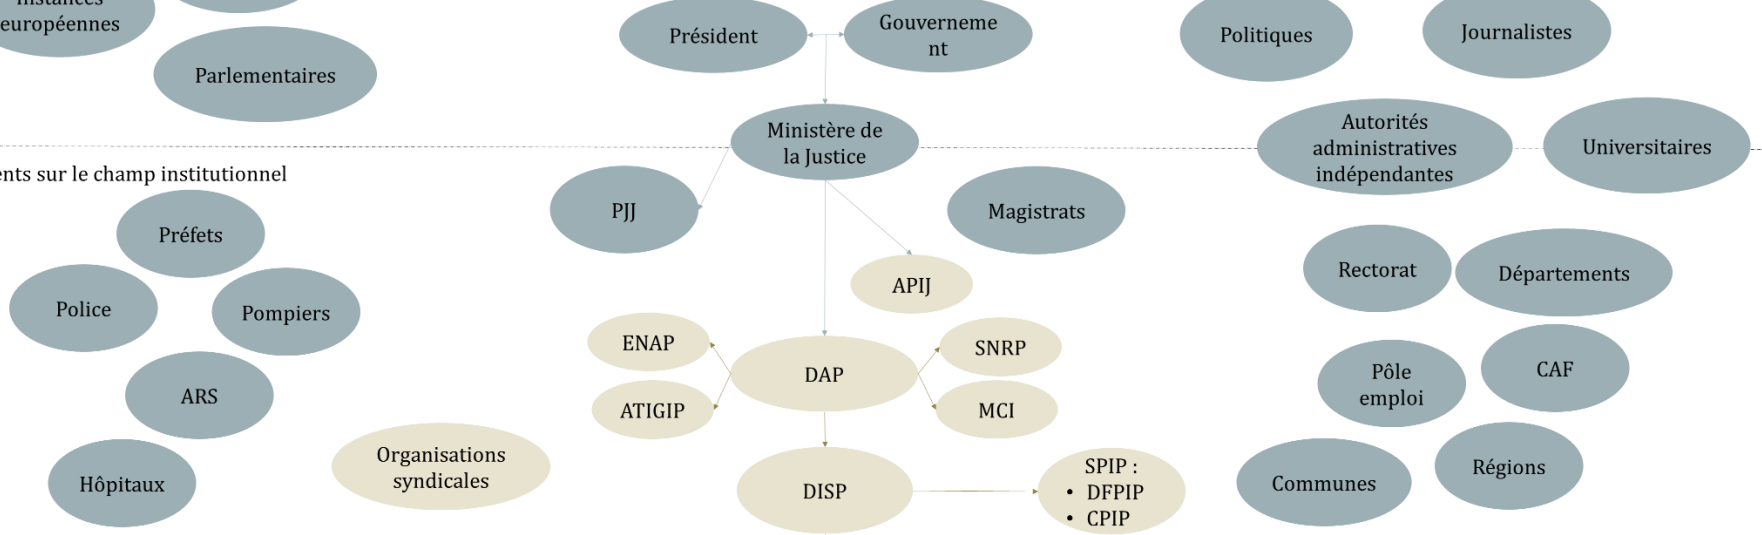 européennes
Parlementaires
Président
Gouverneme
nt
Politiques
Journalistes
Ministère de
la Justice
Autorités
administratives
indépendantes
Universitaires
ents sur le champ institutionnel
Préfets
Police
Pompiers
ARS
Hôpitaux
Organisations
syndicales
PJJ
Magistrats
APIJ
ENAP
ATIGIP
DAP
SNRP
MCI
DISP
SPIP :
• DFPIP
• CPIP
Rectorat
Départements
Pôle
emploi
CAF
Communes
Régions